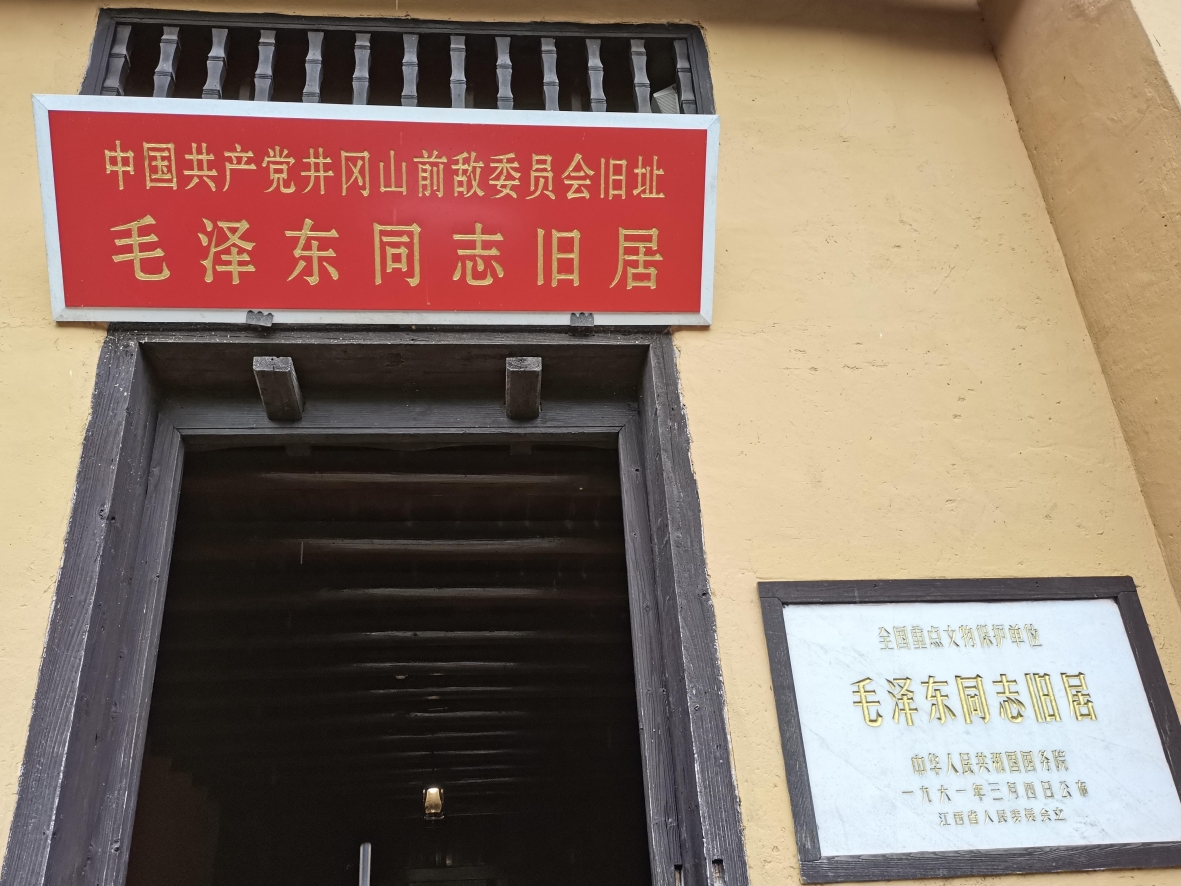 中国共产党井冈山前敌委员会旧址
毛泽东同志旧居
全国重点文物保护单位
毛泽东同志旧居
中华人民共和国国务院
一九六一年三月四日公布
江西省人民委员会立